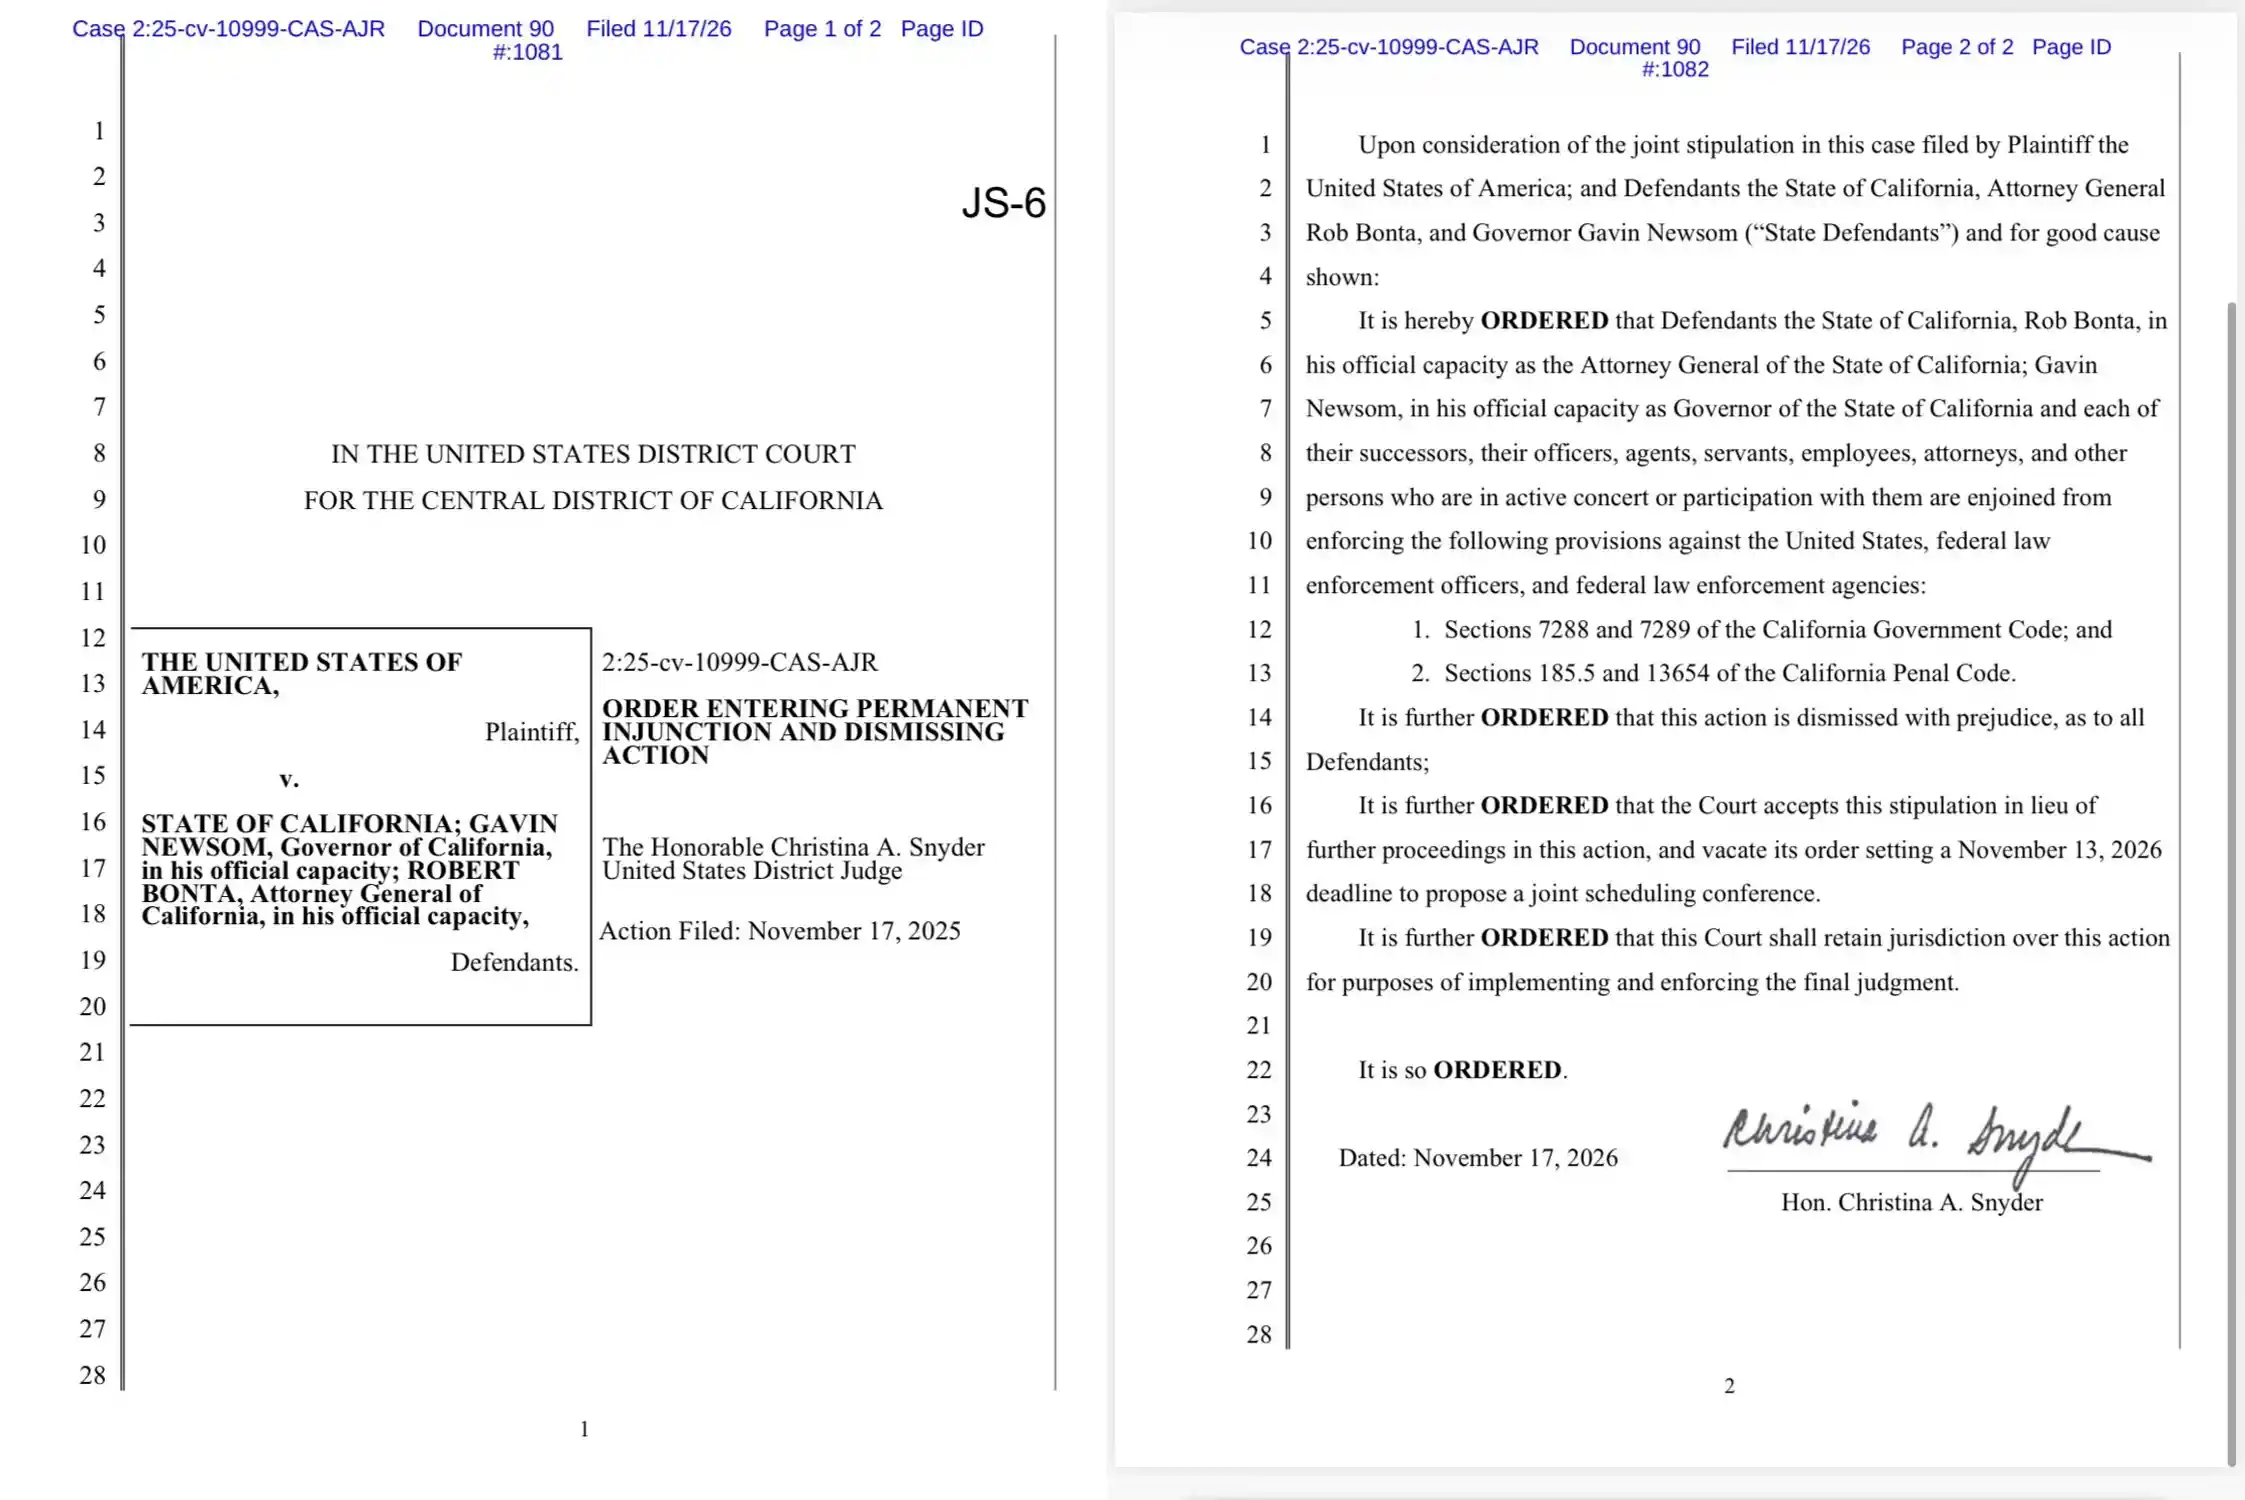 Case 2:25-cv-10999-CAS-AJR Document 90 Filed 11/17/26 Page 1 of 2 Page ID
#:1081
1
2
JS-6
3
4
5
6
7
8 IN THE UNITED STATES DISTRICT COURT
9 FOR THE CENTRAL DISTRICT OF CALIFORNIA
10
11
12
THE UNITED STATES OF
13 AMERICA,
14 Plaintiff,
15 v.
16 STATE OF CALIFORNIA; GAVIN
NEWSOM, Governor of California,
17 in his official capacity; ROBERT
BONTA, Attorney General of
18 California, in his official capacity,
19 Defendants.
20
2:25-cv-10999-CAS-AJR
ORDER ENTERING PERMANENT
INJUNCTION AND DISMISSING
ACTION
The Honorable Christina A. Snyder
United States District Judge
Action Filed: November 17, 2025
21
22
23
24
25
26
27
28
1
Case 2:25-cv-10999-CAS-AJR Document 90 Filed 11/17/26 Page 2 of 2 Page ID
#:1082
1 Upon consideration of the joint stipulation in this case filed by Plaintiff the
2 United States of America; and Defendants the State of California, Attorney General
3 Rob Bonta, and Governor Gavin Newsom (“State Defendants”) and for good cause
4 shown:
5 It is hereby ORDERED that Defendants the State of California, Rob Bonta, in
6 his official capacity as the Attorney General of the State of California; Gavin
7 Newsom, in his official capacity as Governor of the State of California and each of
8 their successors, their officers, agents, servants, employees, attorneys, and other
9 persons who are in active concert or participation with them are enjoined from
10 enforcing the following provisions against the United States, federal law
11 enforcement officers, and federal law enforcement agencies:
12 1. Sections 7288 and 7289 of the California Government Code; and
13 2. Sections 185.5 and 13654 of the California Penal Code.
14 It is further ORDERED that this action is dismissed with prejudice, as to all
15 Defendants;
16 It is further ORDERED that the Court accepts this stipulation in lieu of
17 further proceedings in this action, and vacate its order setting a November 13, 2026
18 deadline to propose a joint scheduling conference.
19 It is further ORDERED that this Court shall retain jurisdiction over this action
20 for purposes of implementing and enforcing the final judgment.
21
22 It is so ORDERED.
23
Christina A. Snyder
24 Dated: November 17, 2026
25 Hon. Christina A. Snyder
26
27
28
2